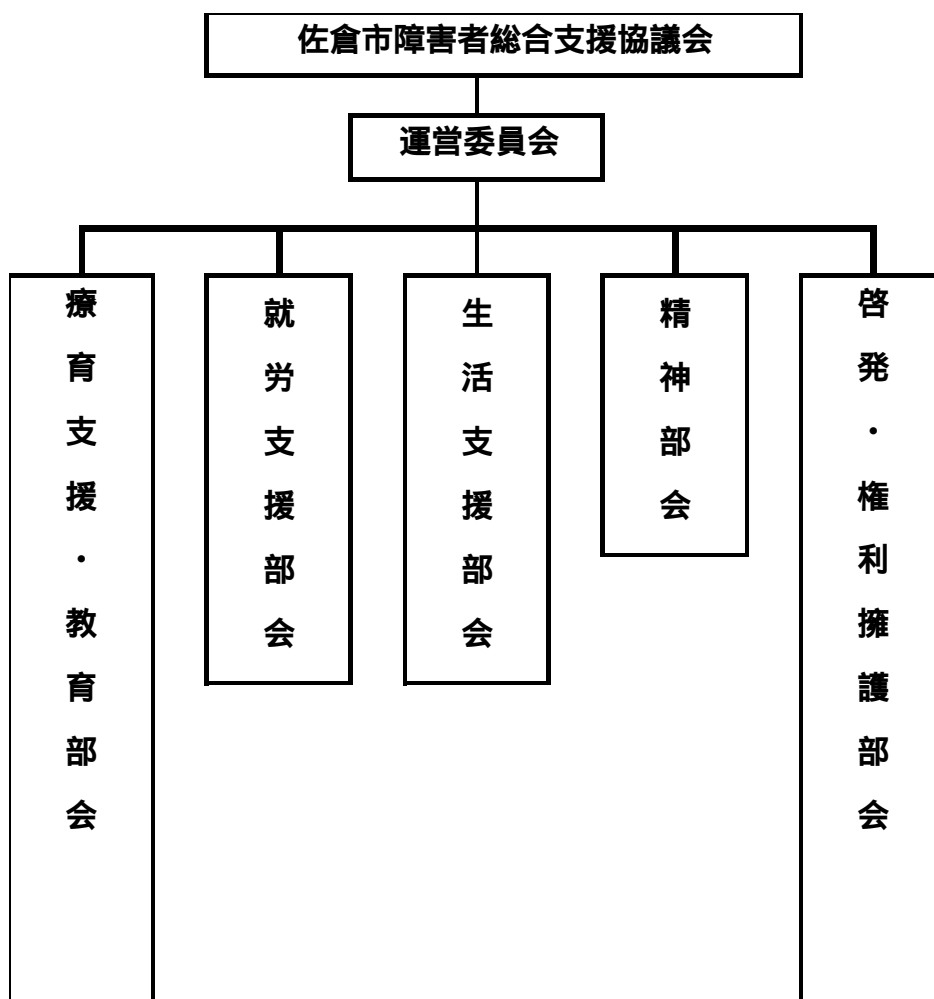 佐倉市障害者総合支援協議会
運営委員会
療育支援・教育部会
就労支援部会
生活支援部会
精神部会
啓発・権利擁護部会